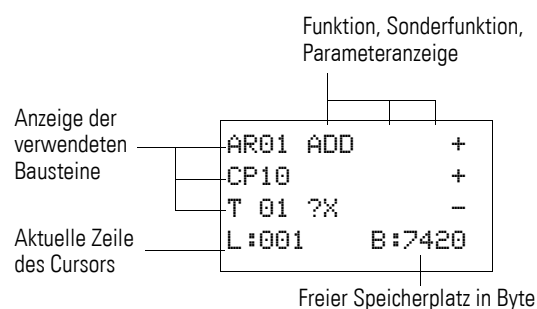 Funktion, Sonderfunktion,
Parameteranzeige
Anzeige der
verwendeten
Bausteine
AR01 ADD +
CP10 +
T 01 ?X -
L:001 B:7420
Aktuelle Zeile
des Cursors
Freier Speicherplatz in Byte